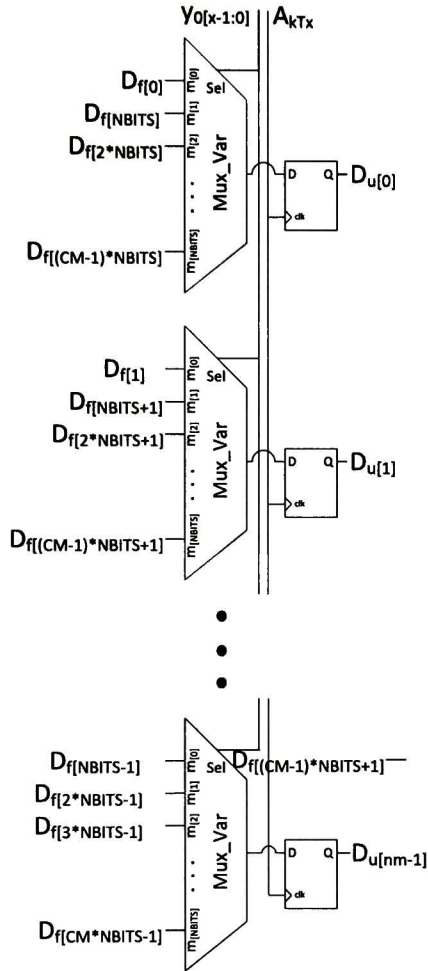 y0[x-1:0] AkTx
Df[0] m[0] Sel
Df[NBITS] m[1]
Df[2*NBITS] m[2]
Mux_Var
D Q Du[0]
clk
. . .
Df[(CM-1)*NBITS] m[NBITS]
Df[1] m[0] Sel
Df[NBITS+1] m[1]
Df[2*NBITS+1] m[2]
Mux_Var
D Q Du[1]
clk
. . .
Df[(CM-1)*NBITS+1] m[NBITS]
Df[NBITS-1] m[0] Sel Df[((CM-1)*NBITS+1]
Df[2*NBITS-1] m[1]
Df[3*NBITS-1] m[2]
Mux_Var
D Q Du[nm-1]
clk
. . .
Df[CM*NBITS-1] m[NBITS]